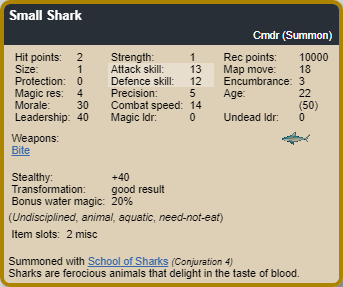 Small Shark
Cmdr (Summon)
Hit points: 2 Strength: 1 Rec points: 10000
Size: 1 Attack skill: 13 Map move: 18
Protection: 0 Defence skill: 12 Encumbrance: 3
Magic res: 4 Precision: 5 Age: 22
Morale: 30 Combat speed: 14 (50)
Leadership: 40 Magic ldr: 0 Undead ldr: 0
Weapons:
Bite
Stealthy: +40
Transformation: good result
Bonus water magic: 20%
(Undisciplined, animal, aquatic, need-not-eat)
Item slots: 2 misc
Summoned with School of Sharks (Conjuration 4)
Sharks are ferocious animals that delight in the taste of blood.